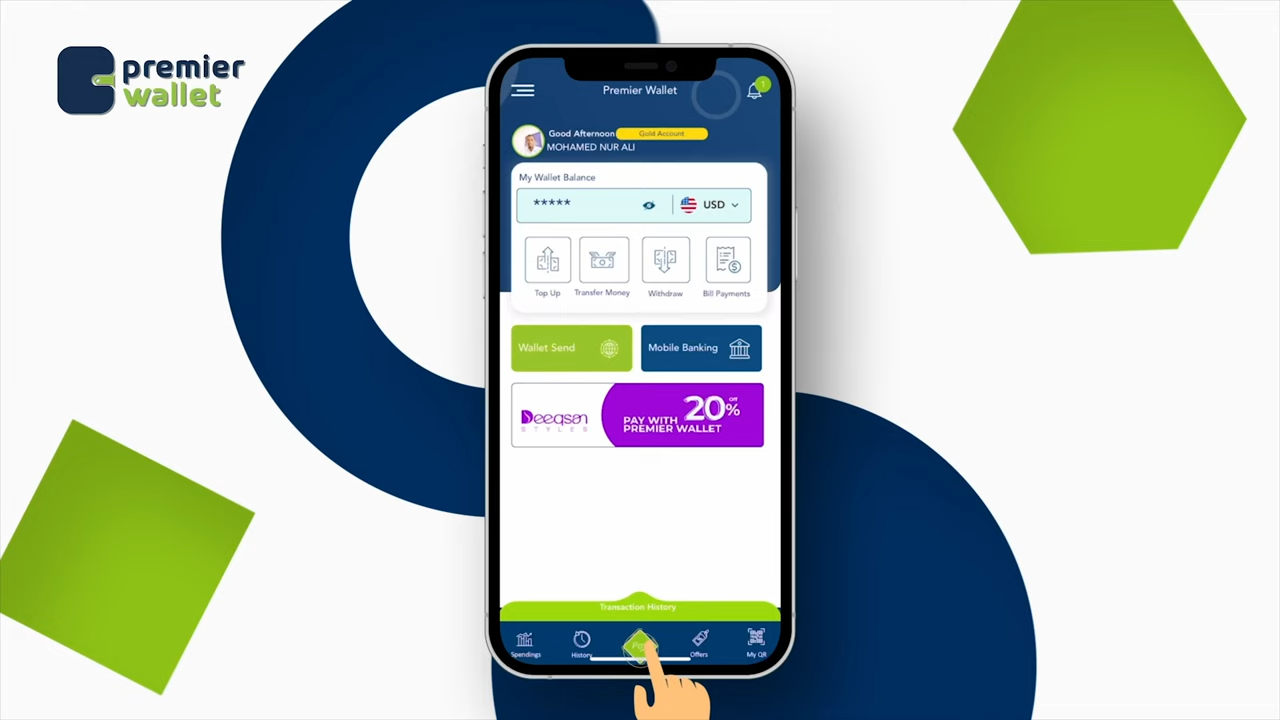 premier
wallet
Premier Wallet
1
Good Afternoon
Gold Account
MOHAMED NUR ALI
My Wallet Balance
*****
USD
Top Up
Transfer Money
Withdraw
Bill Payments
Wallet Send
Mobile Banking
Deeqson
STYLES
PAY WITH 20% Off
PREMIER WALLET
Transaction History
Spendings
History
Offers
My QR